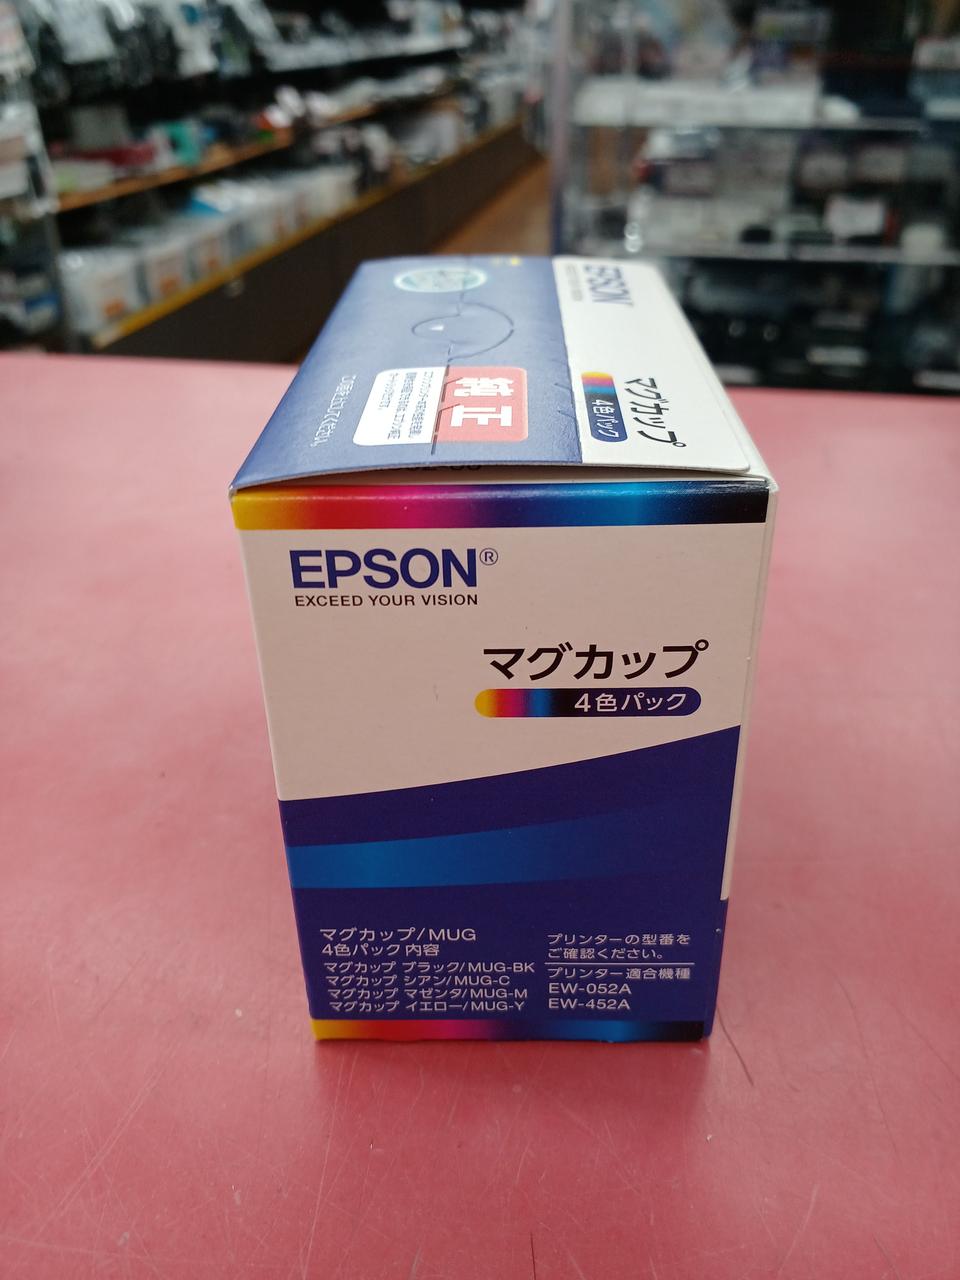 EPSON
マグカップ
4色パック
純正
EPSON®
EXCEED YOUR VISION
マグカップ
4色パック
マグカップ/MUG
4色パック 内容
マグカップ ブラック/MUG-BK
マグカップ シアン/MUG-C
マグカップ マゼンタ/MUG-M
マグカップ イエロー/MUG-Y
プリンターの型番を
ご確認ください。
プリンター適合機種
EW-052A
EW-452A